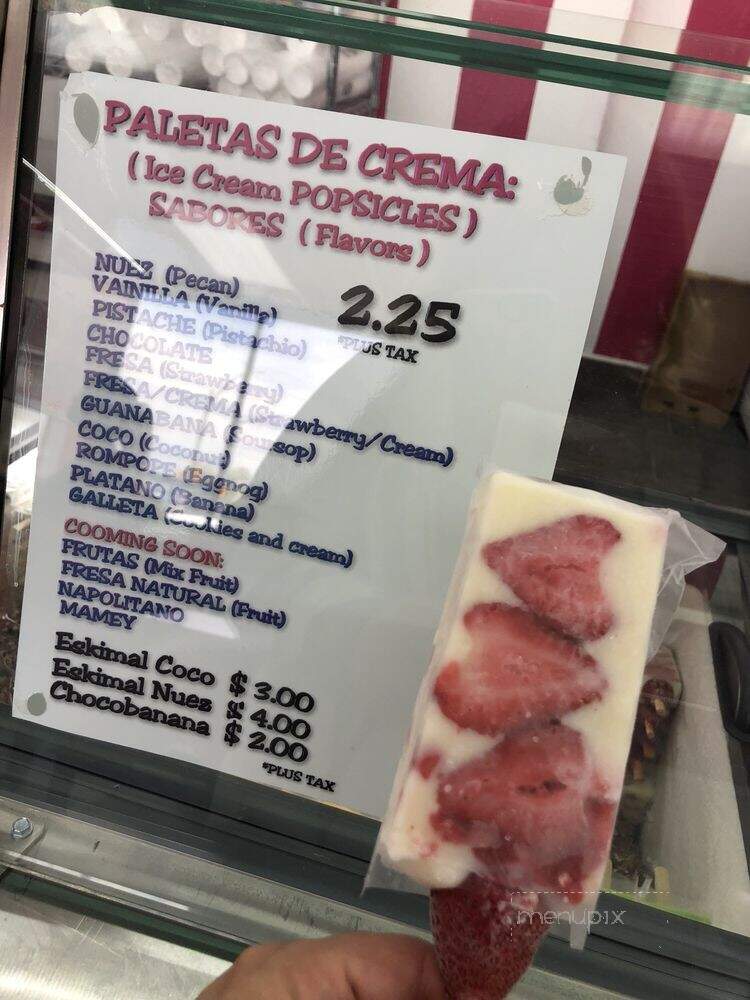 PALETAS DE CREMA:
(Ice Cream POPSICLES)
SABORES (Flavors)
NUEZ (Pecan)
VAINILLA (Vanilla)
PISTACHE (Pistachio)
CHOCOLATE
FRESA (Strawberry)
FRESA/CREMA (Strawberry/Cream)
GUANABANA (Soursop)
COCO (Coconut)
ROMPOPE (Eggnog)
PLATANO (Banana)
GALLETA (Cookies and cream)
2.25
*PLUS TAX
COOMING SOON:
FRUTAS (Mix Fruit)
FRESA NATURAL (Fruit)
NAPOLITANO
MAMEY
Eskimal Coco $ 3.00
Eskimal Nuez $ 4.00
Chocobanana $ 2.00
*PLUS TAX
menupix